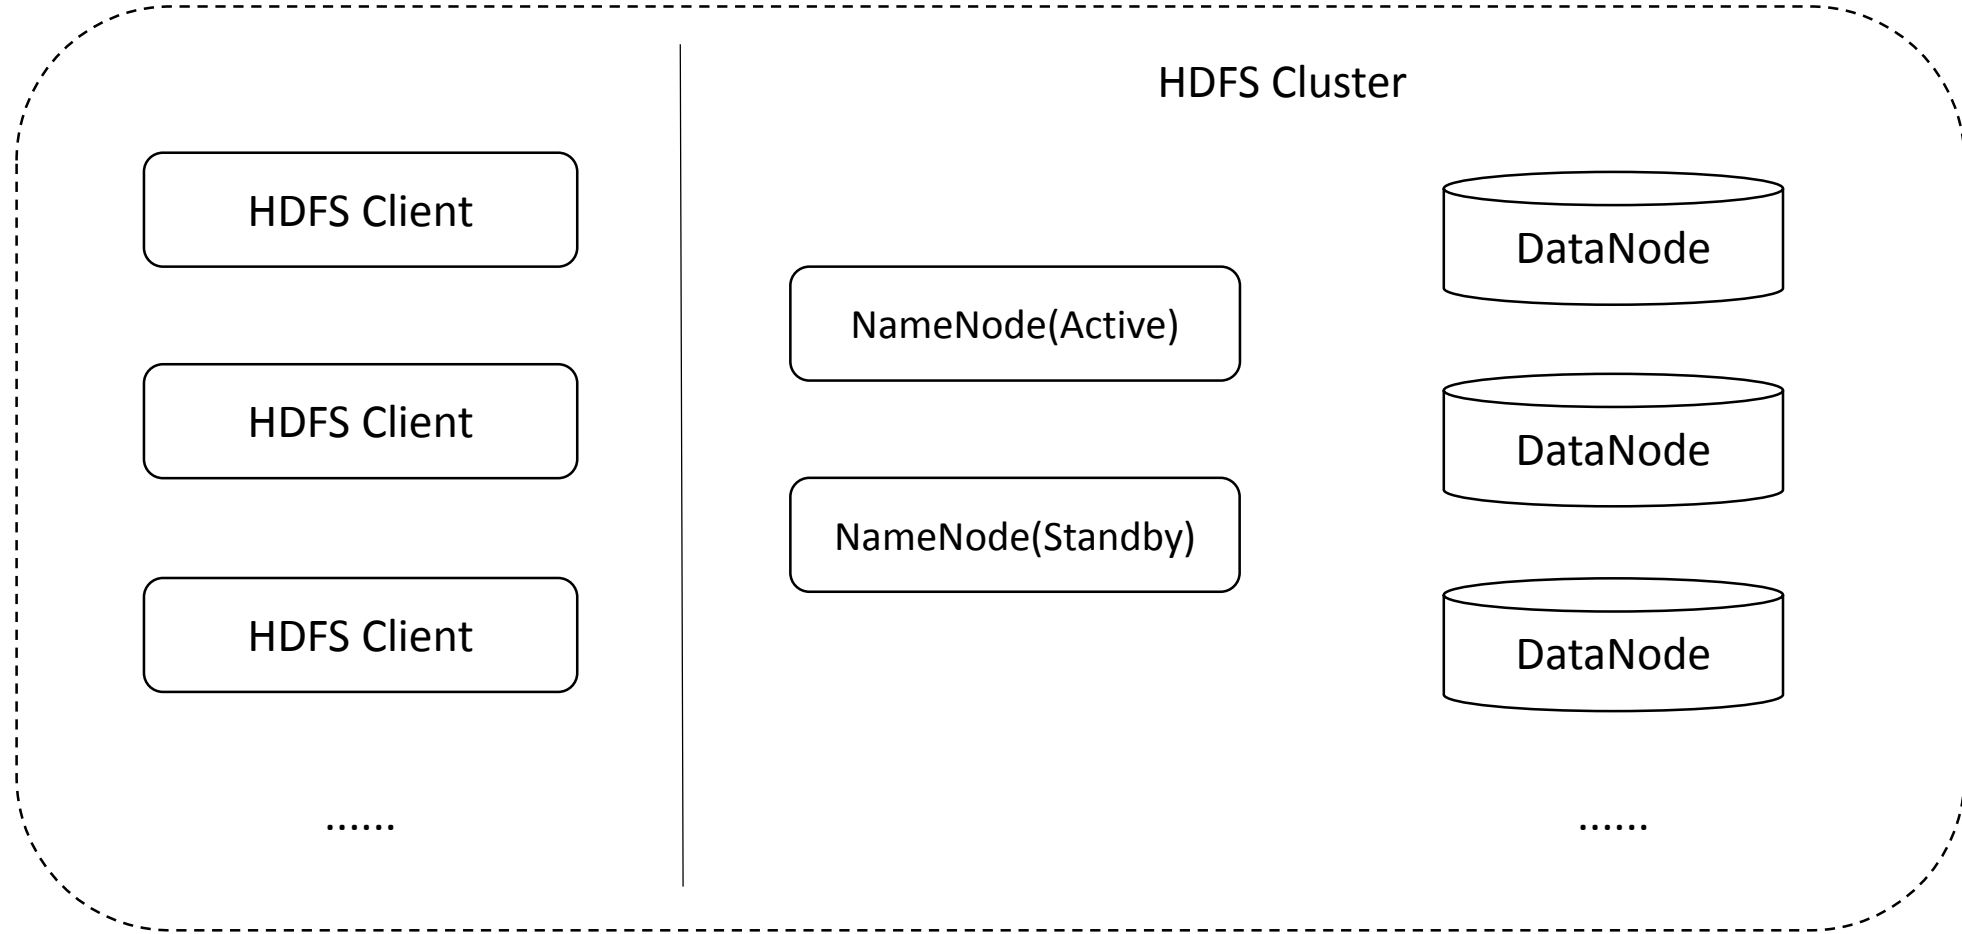 HDFS Cluster
HDFS Client
HDFS Client
HDFS Client
......
NameNode(Active)
NameNode(Standby)
DataNode
DataNode
DataNode
......